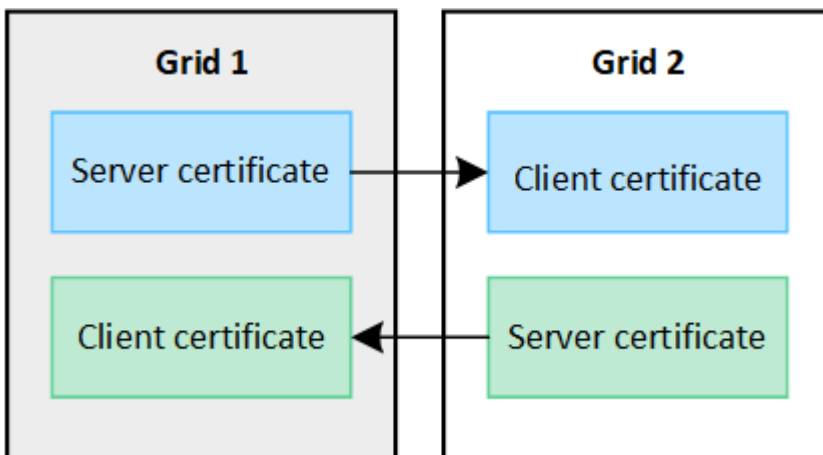 Grid 1
Grid 2
Server certificate
Client certificate
Client certificate
Server certificate